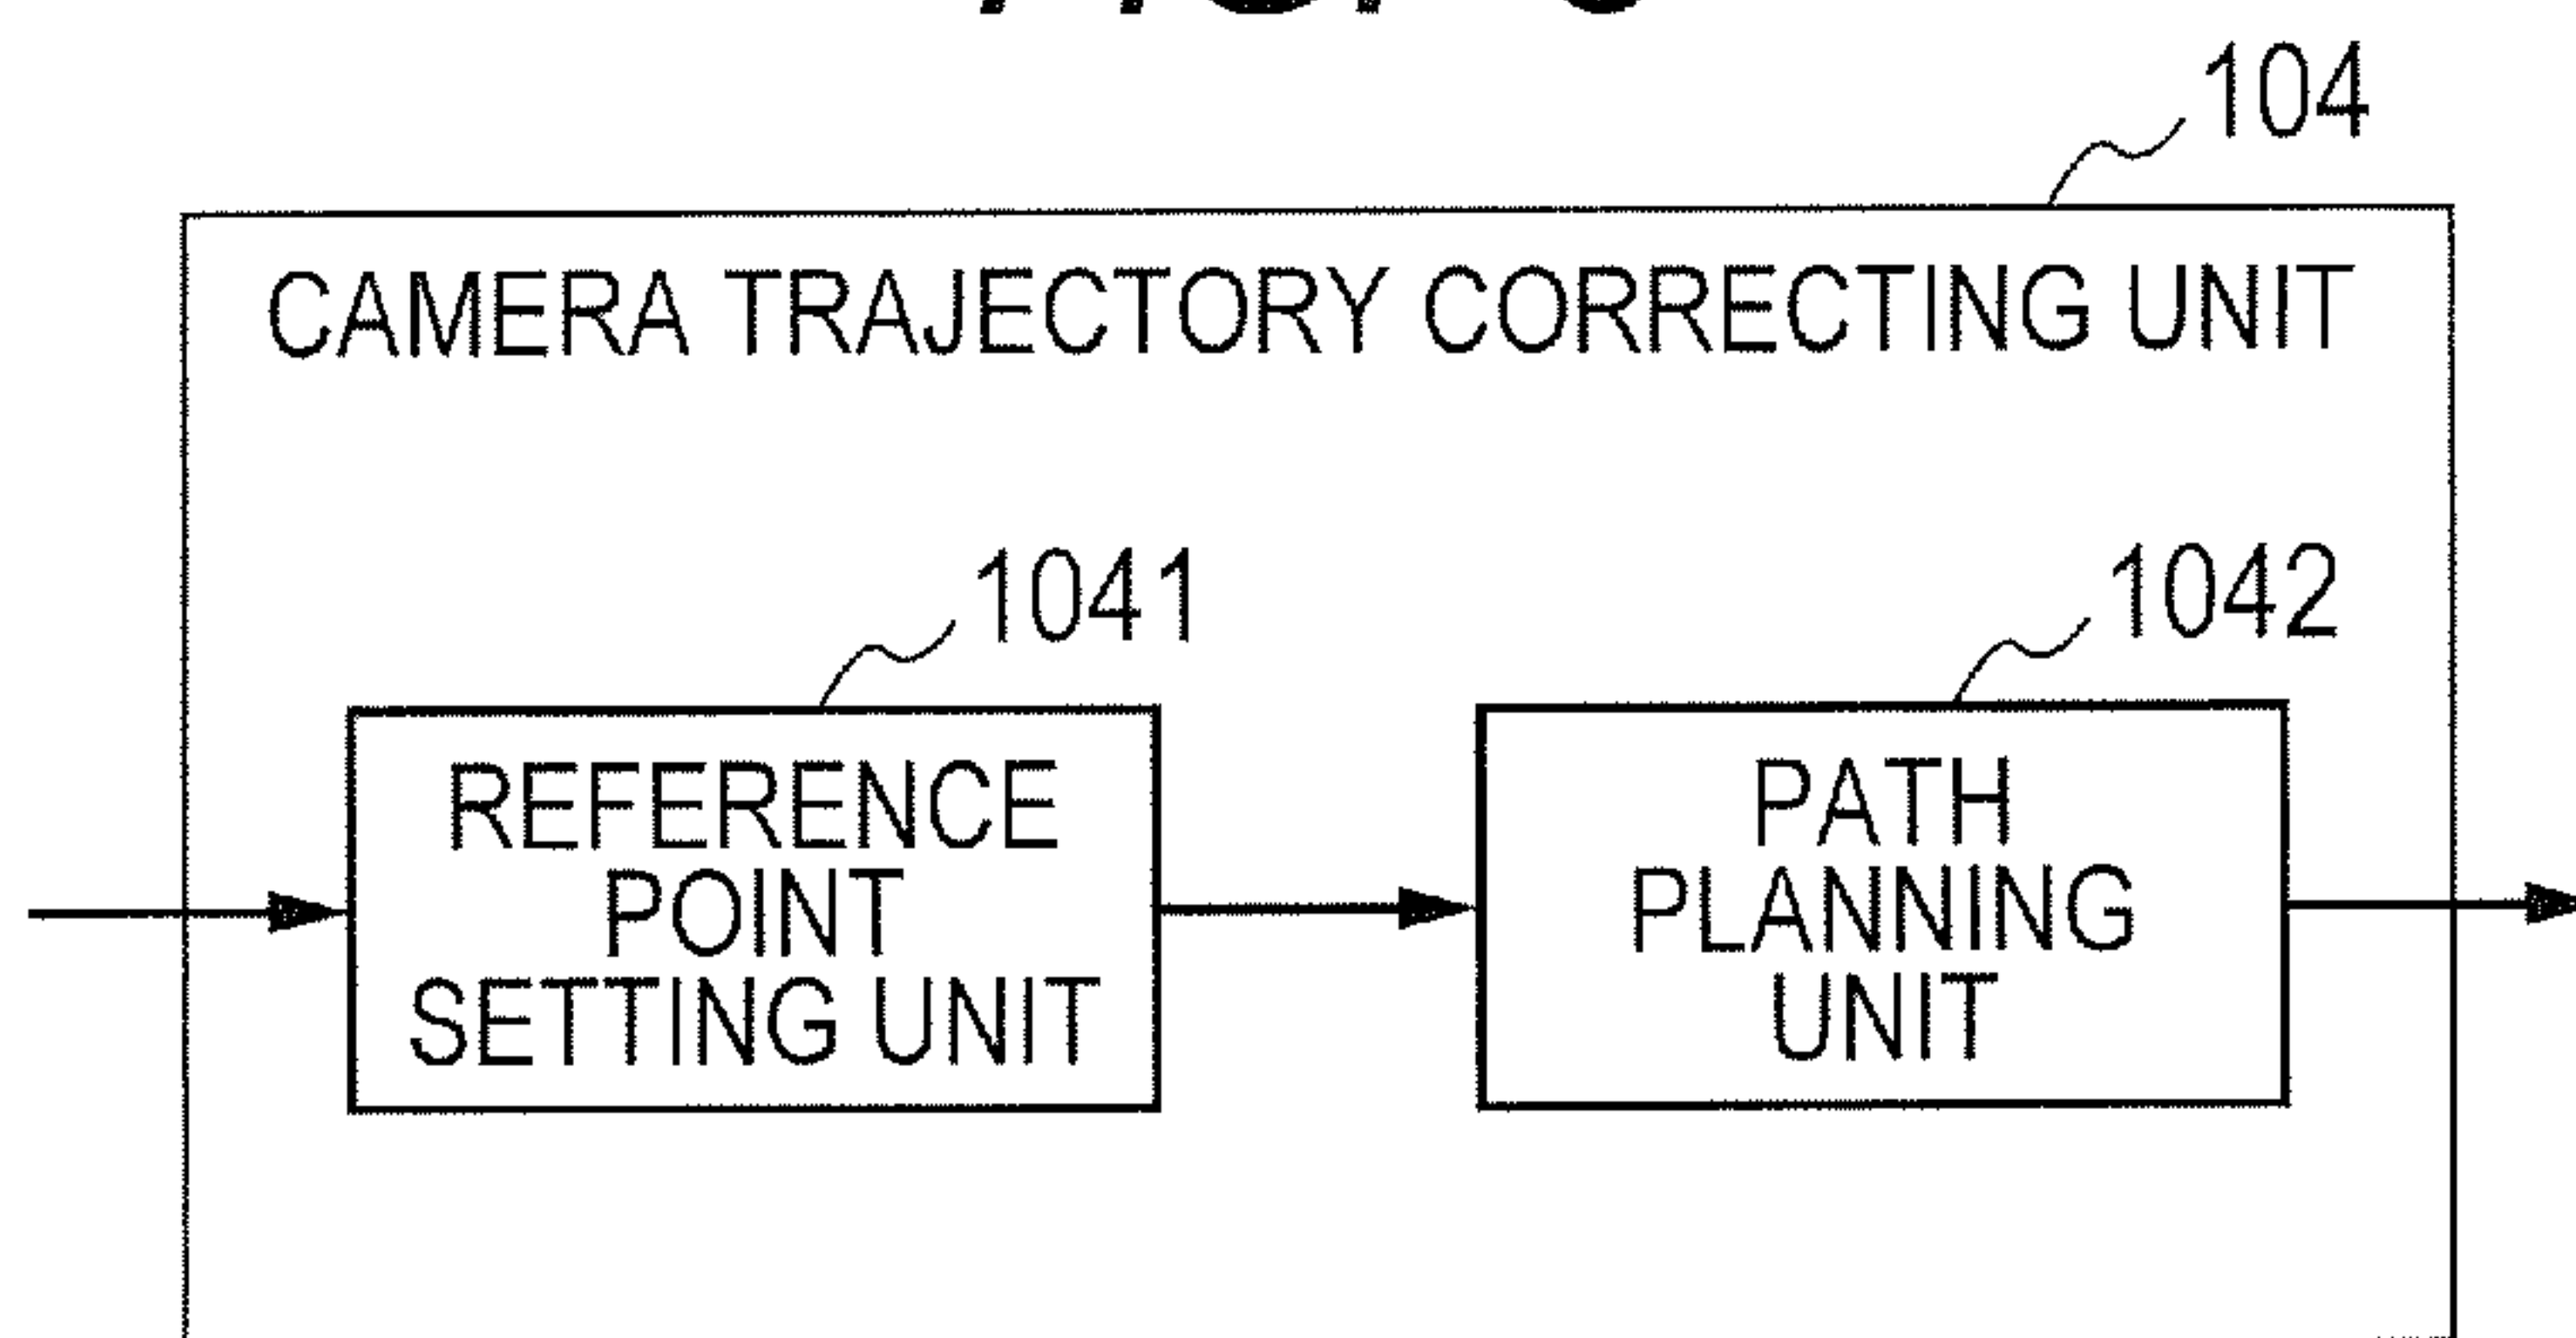 104
CAMERA TRAJECTORY CORRECTING UNIT
1041
1042
REFERENCE
POINT
SETTING UNIT
PATH
PLANNING
UNIT